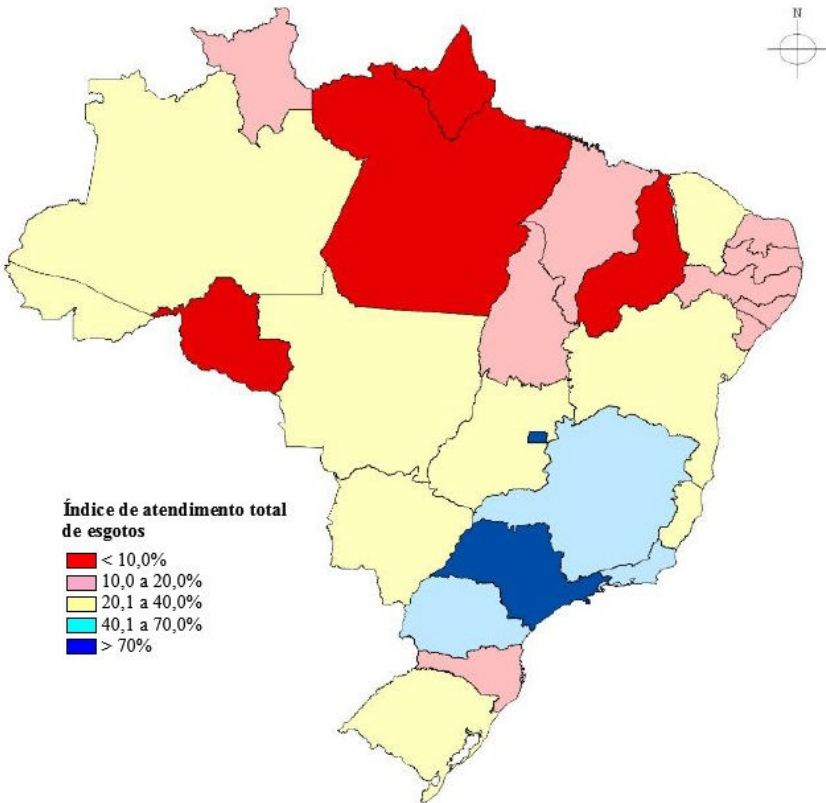 N
Índice de atendimento total
de esgotos
< 10,0%
10,0 a 20,0%
20,1 a 40,0%
40,1 a 70,0%
> 70%